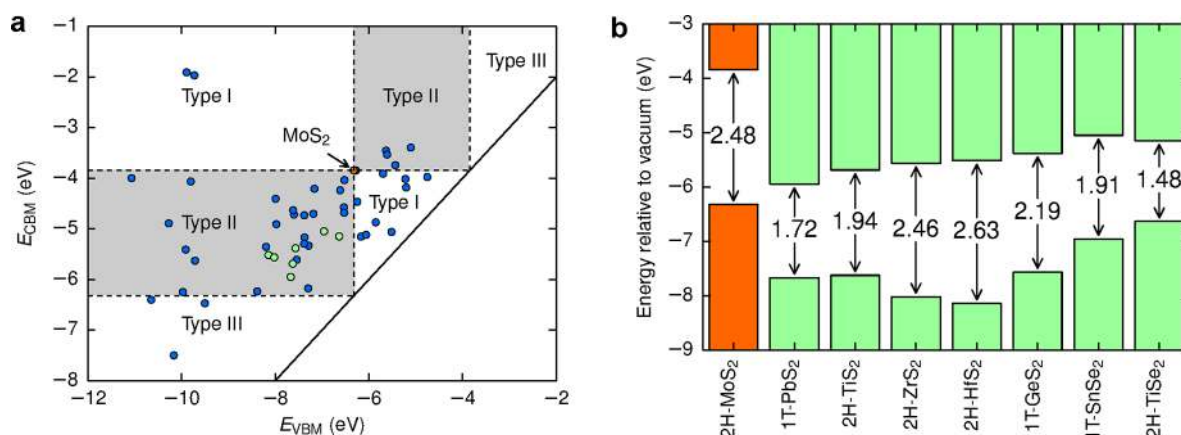 a
−1
−2
−3
−4
−5
−6
−7
−8
E_CBM (eV)
Type I
Type II
Type III
MoS₂
Type II
Type I
Type III
−12
−10
−8
−6
−4
−2
E_VBM (eV)
b
−3
−4
−5
−6
−7
−8
−9
Energy relative to vacuum (eV)
2.48
1.72
1.94
2.46
2.63
2.19
1.91
1.48
2H-MoS₂
1T-PbS₂
2H-TiS₂
2H-ZrS₂
2H-HfS₂
1T-GeS₂
1T-SnSe₂
2H-TiSe₂